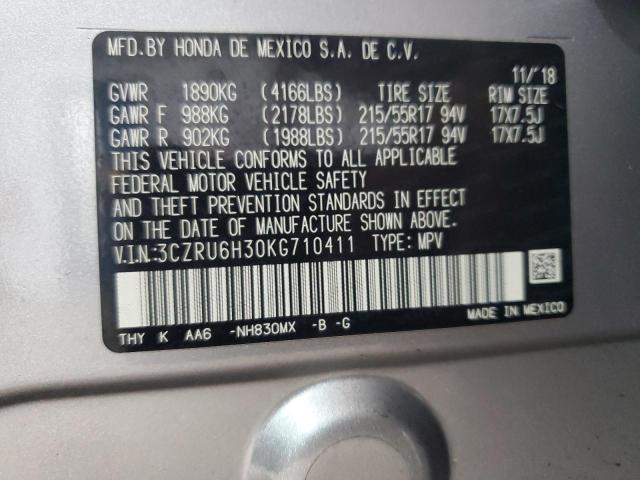 MFD.BY HONDA DE MEXICO S.A. DE C.V.
11/'18
GVWR 1890KG (4166LBS) TIRE SIZE RIM SIZE
GAWR F 988KG (2178LBS) 215/55R17 94V 17X7.5J
GAWR R 902KG (1988LBS) 215/55R17 94V 17X7.5J
THIS VEHICLE CONFORMS TO ALL APPLICABLE
FEDERAL MOTOR VEHICLE SAFETY
AND THEFT PREVENTION STANDARDS IN EFFECT
ON THE DATE OF MANUFACTURE SHOWN ABOVE.
V.I.N.:3CZRU6H30KG710411 TYPE: MPV
THY K AA6 -NH830MX -B -G
MADE IN MEXICO